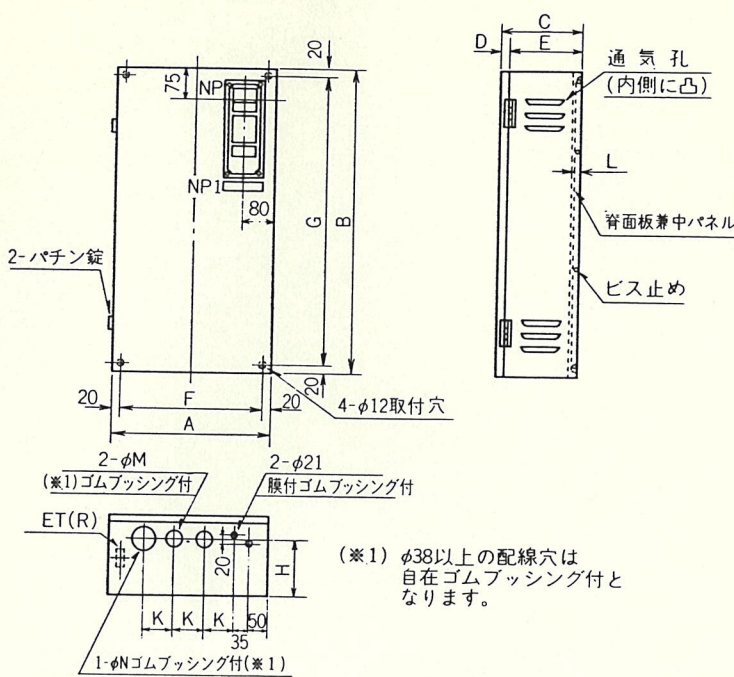 C
D
E
20
75
NP
NP1
80
G
B
通気孔
(内側に凸)
L
脊面板兼中パネル
ビス止め
2-パチン錠
20
F
20
A
20
4-φ12取付穴
2-φM
(※1)ゴムブッシング付
2-φ21
膜付ゴムブッシング付
ET(R)
20
H
K
K
K
50
35
1-φNゴムブッシング付(※1)
(※1) φ38以上の配線穴は
自在ゴムブッシング付と
なります。